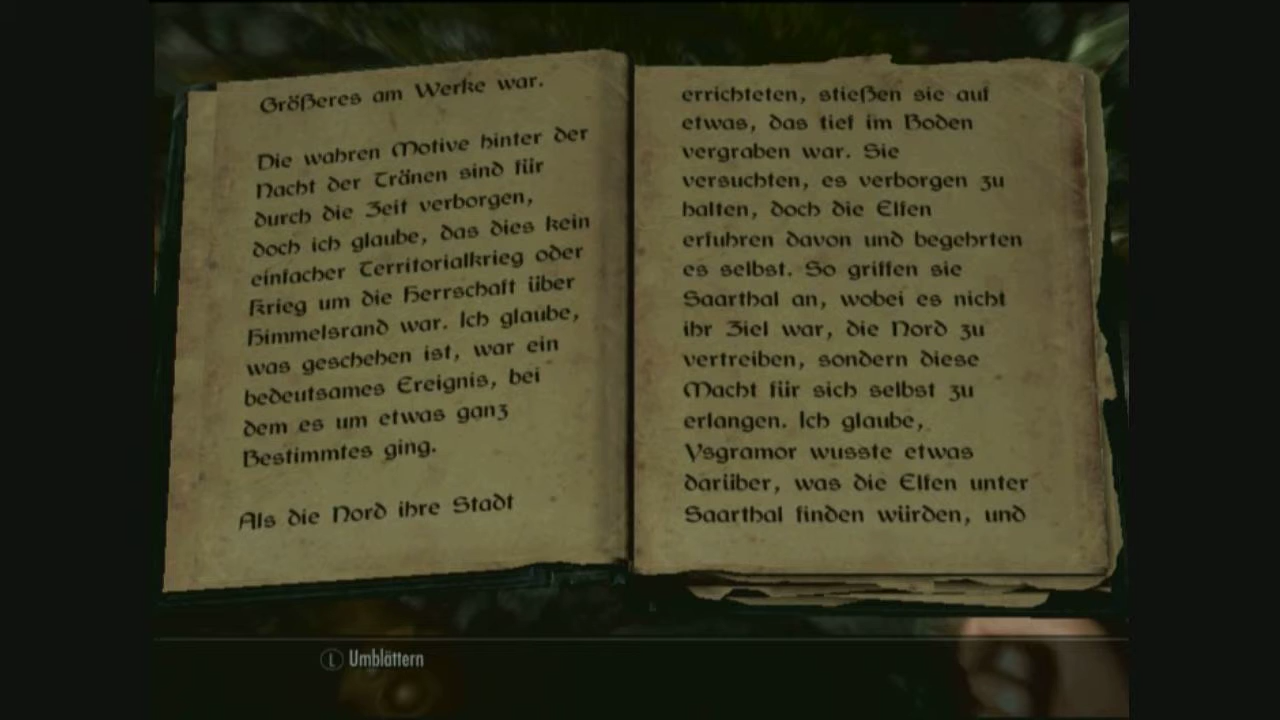 Größeres am Werke war.
Die wahren Motive hinter der
Nacht der Tränen sind für
durch die Zeit verborgen,
doch ich glaube, das dies kein
einfacher Territorialkrieg oder
Krieg um die Herrschaft über
Himmelsrand war. Ich glaube,
was geschehen ist, war ein
bedeutsames Ereignis, bei
dem es um etwas ganz
Bestimmtes ging.
Als die Nord ihre Stadt
errichteten, stießen sie auf
etwas, das tief im Boden
vergraben war. Sie
versuchten, es verborgen zu
halten, doch die Elfen
erfuhren davon und begehrten
es selbst. So griffen sie
Saarthal an, wobei es nicht
ihr Ziel war, die Nord zu
vertreiben, sondern diese
Macht für sich selbst zu
erlangen. Ich glaube,
Ysgramor wusste etwas
darüber, was die Elfen unter
Saarthal finden würden, und
L Umblättern